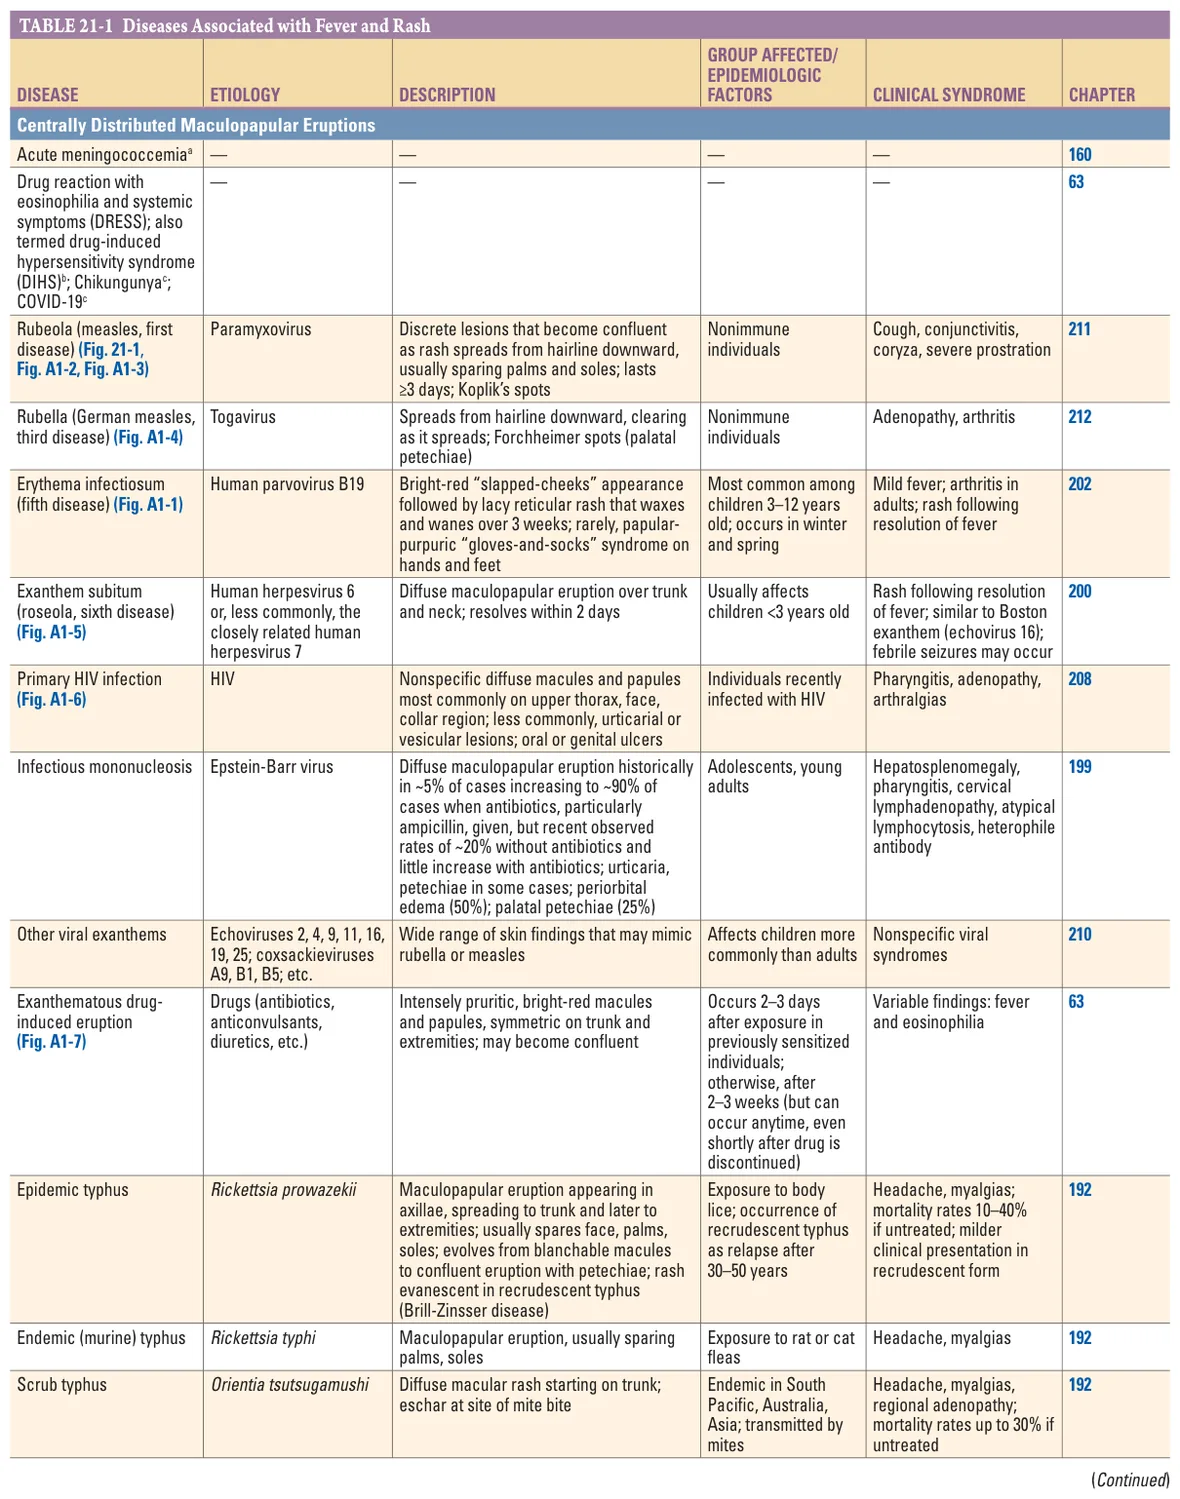 TABLE 21-1 Diseases Associated with Fever and Rash
DISEASE
ETIOLOGY
DESCRIPTION
GROUP AFFECTED/
EPIDEMIOLOGIC
FACTORS
CLINICAL SYNDROME
CHAPTER
Centrally Distributed Maculopapular Eruptions
Acute meningococcemiaᵃ
—
—
—
—
160
Drug reaction with
eosinophilia and systemic
symptoms (DRESS); also
termed drug-induced
hypersensitivity syndrome
(DIHS)ᵇ; Chikungunyaᶜ;
COVID-19ᶜ
—
—
—
—
63
Rubeola (measles, first
disease) (Fig. 21-1,
Fig. A1-2, Fig. A1-3)
Paramyxovirus
Discrete lesions that become confluent
as rash spreads from hairline downward,
usually sparing palms and soles; lasts
≥3 days; Koplik’s spots
Nonimmune
individuals
Cough, conjunctivitis,
coryza, severe prostration
211
Rubella (German measles,
third disease) (Fig. A1-4)
Togavirus
Spreads from hairline downward, clearing
as it spreads; Forchheimer spots (palatal
petechiae)
Nonimmune
individuals
Adenopathy, arthritis
212
Erythema infectiosum
(fifth disease) (Fig. A1-1)
Human parvovirus B19
Bright-red “slapped-cheeks” appearance
followed by lacy reticular rash that waxes
and wanes over 3 weeks; rarely, papular-
purpuric “gloves-and-socks” syndrome on
hands and feet
Most common among
children 3–12 years
old; occurs in winter
and spring
Mild fever; arthritis in
adults; rash following
resolution of fever
202
Exanthem subitum
(roseola, sixth disease)
(Fig. A1-5)
Human herpesvirus 6
or, less commonly, the
closely related human
herpesvirus 7
Diffuse maculopapular eruption over trunk
and neck; resolves within 2 days
Usually affects
children <3 years old
Rash following resolution
of fever; similar to Boston
exanthem (echovirus 16);
febrile seizures may occur
200
Primary HIV infection
(Fig. A1-6)
HIV
Nonspecific diffuse macules and papules
most commonly on upper thorax, face,
collar region; less commonly, urticarial or
vesicular lesions; oral or genital ulcers
Individuals recently
infected with HIV
Pharyngitis, adenopathy,
arthralgias
208
Infectious mononucleosis
Epstein-Barr virus
Diffuse maculopapular eruption historically
in ~5% of cases increasing to ~90% of
cases when antibiotics, particularly
ampicillin, given, but recent observed
rates of ~20% without antibiotics and
little increase with antibiotics; urticaria,
petechiae in some cases; periorbital
edema (50%); palatal petechiae (25%)
Adolescents, young
adults
Hepatosplenomegaly,
pharyngitis, cervical
lymphadenopathy, atypical
lymphocytosis, heterophile
antibody
199
Other viral exanthems
Echoviruses 2, 4, 9, 11, 16,
19, 25; coxsackieviruses
A9, B1, B5; etc.
Wide range of skin findings that may mimic
rubella or measles
Affects children more
commonly than adults
Nonspecific viral
syndromes
210
Exanthematous drug-
induced eruption
(Fig. A1-7)
Drugs (antibiotics,
anticonvulsants,
diuretics, etc.)
Intensely pruritic, bright-red macules
and papules, symmetric on trunk and
extremities; may become confluent
Occurs 2–3 days
after exposure in
previously sensitized
individuals;
otherwise, after
2–3 weeks (but can
occur anytime, even
shortly after drug is
discontinued)
Variable findings: fever
and eosinophilia
63
Epidemic typhus
Rickettsia prowazekii
Maculopapular eruption appearing in
axillae, spreading to trunk and later to
extremities; usually spares face, palms,
soles; evolves from blanchable macules
to confluent eruption with petechiae; rash
evanescent in recrudescent typhus
(Brill-Zinsser disease)
Exposure to body
lice; occurrence of
recrudescent typhus
as relapse after
30–50 years
Headache, myalgias;
mortality rates 10–40%
if untreated; milder
clinical presentation in
recrudescent form
192
Endemic (murine) typhus
Rickettsia typhi
Maculopapular eruption, usually sparing
palms, soles
Exposure to rat or cat
fleas
Headache, myalgias
192
Scrub typhus
Orientia tsutsugamushi
Diffuse macular rash starting on trunk;
eschar at site of mite bite
Endemic in South
Pacific, Australia,
Asia; transmitted by
mites
Headache, myalgias,
regional adenopathy;
mortality rates up to 30% if
untreated
192
(Continued)